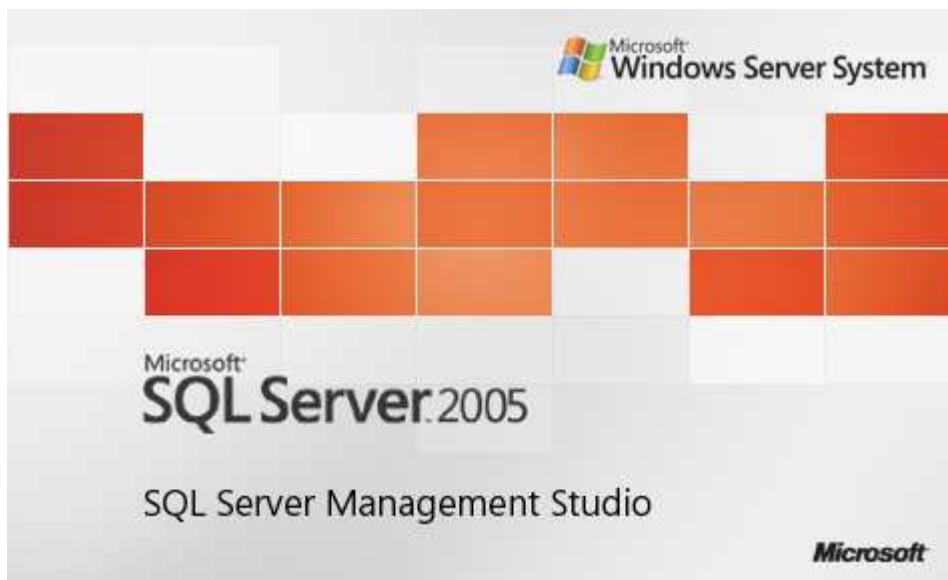 Microsoft
Windows Server System
Microsoft
SQL Server 2005
SQL Server Management Studio
Microsoft